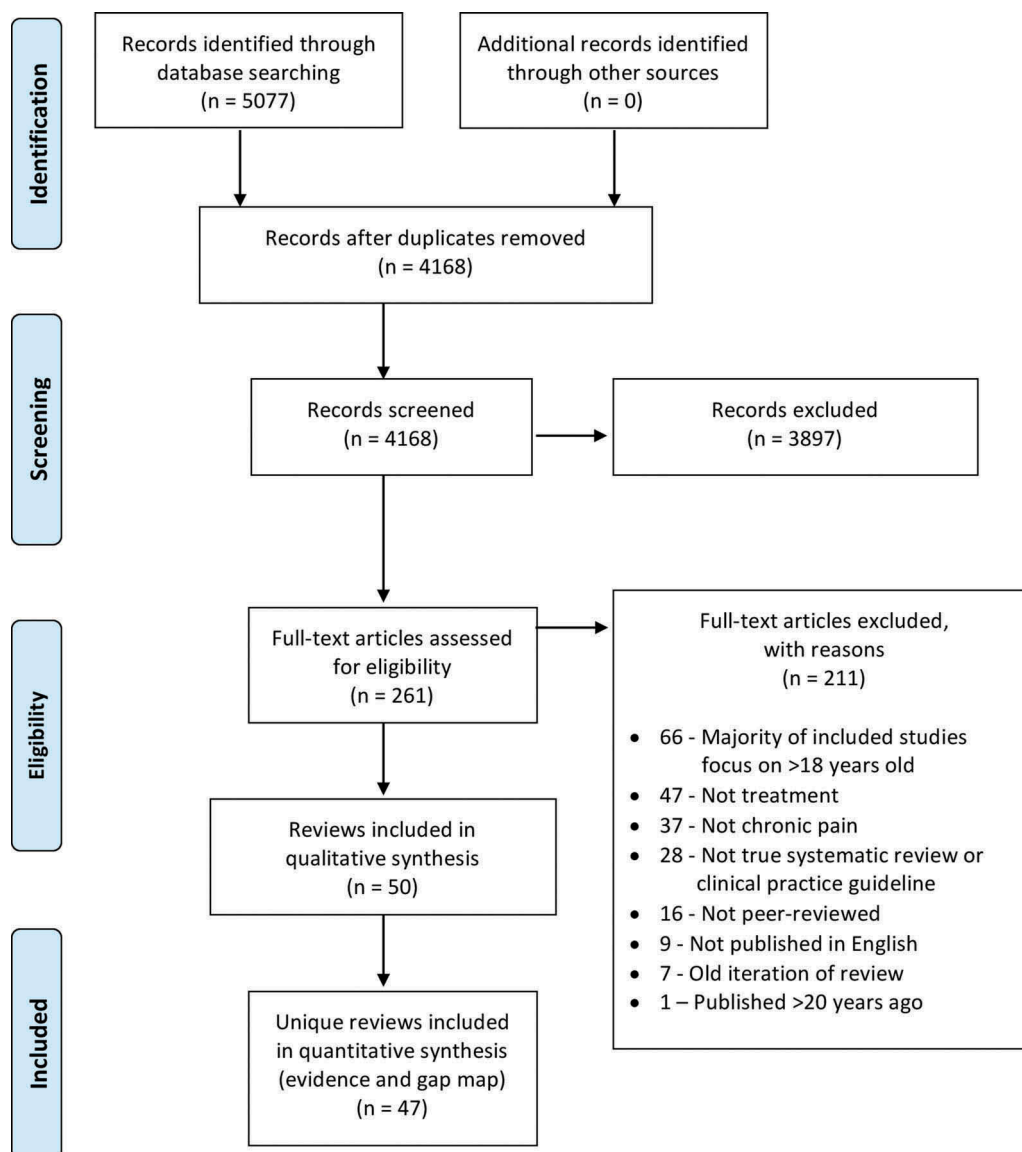 Identification
Records identified through
database searching
(n = 5077)
Additional records identified
through other sources
(n = 0)
Records after duplicates removed
(n = 4168)
Screening
Records screened
(n = 4168)
Records excluded
(n = 3897)
Eligibility
Full-text articles assessed
for eligibility
(n = 261)
Full-text articles excluded,
with reasons
(n = 211)
• 66 - Majority of included studies
focus on >18 years old
• 47 - Not treatment
• 37 - Not chronic pain
• 28 - Not true systematic review or
clinical practice guideline
• 16 - Not peer-reviewed
• 9 - Not published in English
• 7 - Old iteration of review
• 1 – Published >20 years ago
Reviews included in
qualitative synthesis
(n = 50)
Included
Unique reviews included
in quantitative synthesis
(evidence and gap map)
(n = 47)